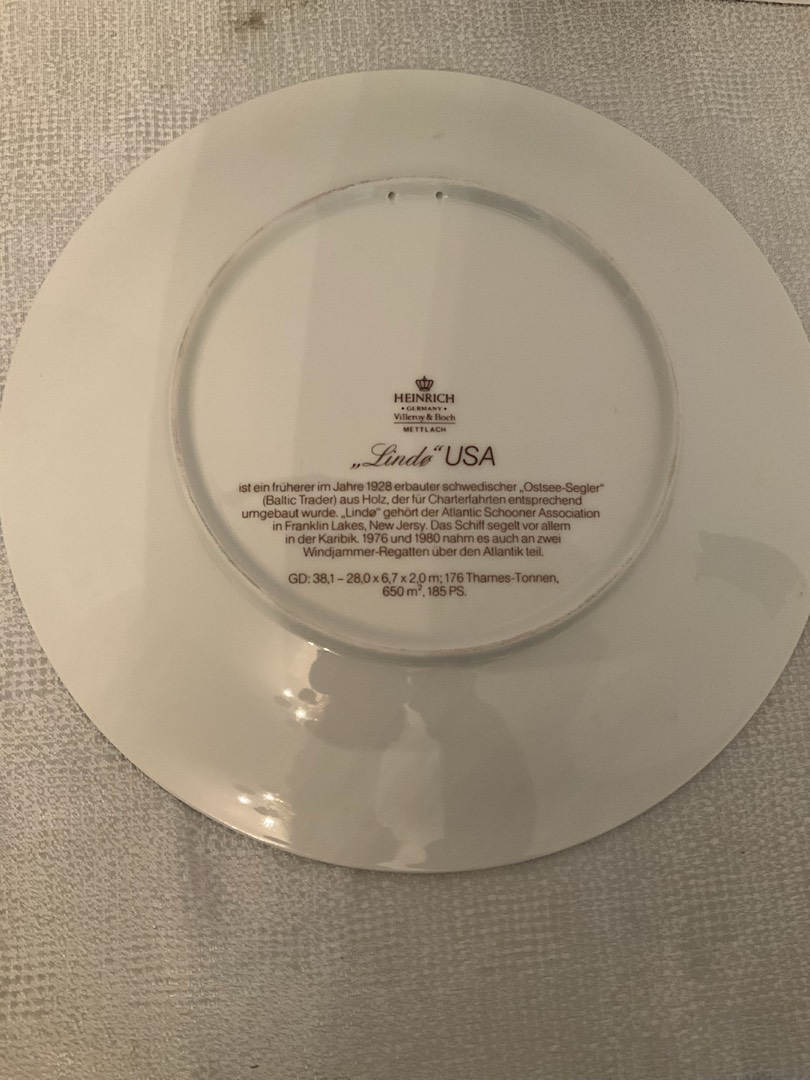 HEINRICH
• GERMANY •
Villeroy & Boch
METTLACH
„Lindø“ USA
ist ein früherer im Jahre 1928 erbauter schwedischer „Ostsee-Segler“
(Baltic Trader) aus Holz, der für Charterfahrten entsprechend
umgebaut wurde. „Lindø“ gehört der Atlantic Schooner Association
in Franklin Lakes, New Jersy. Das Schiff segelt vor allem
in der Karibik. 1976 und 1980 nahm es auch an zwei
Windjammer-Regatten über den Atlantik teil.
GD: 38,1 – 28,0 x 6,7 x 2,0 m; 176 Thames-Tonnen,
650 m², 185 PS.